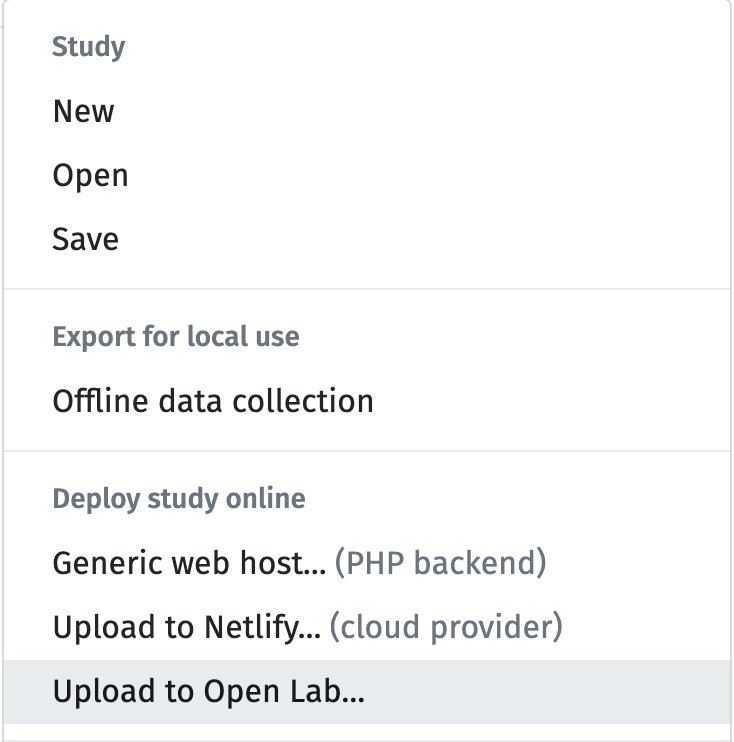 Study
New
Open
Save
Export for local use
Offline data collection
Deploy study online
Generic web host... (PHP backend)
Upload to Netlify... (cloud provider)
Upload to Open Lab...